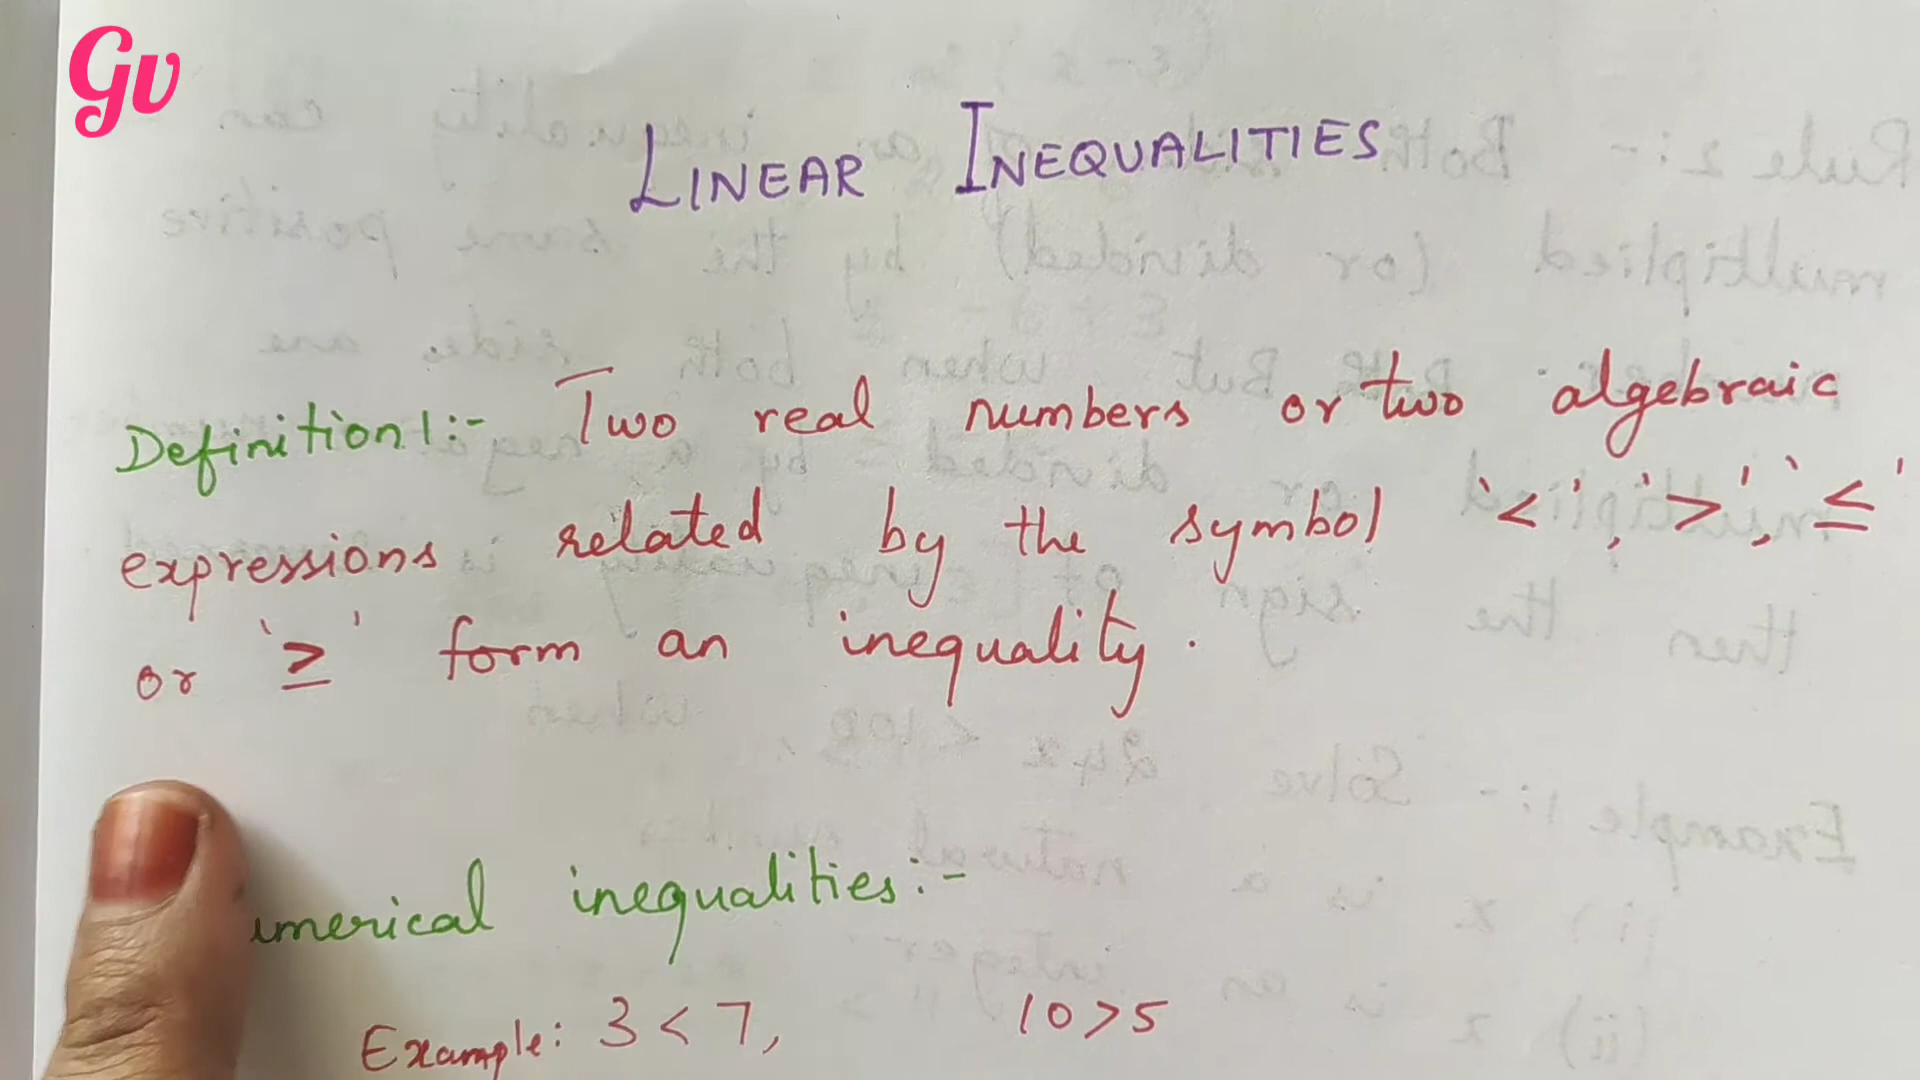 Gv
LINEAR INEQUALITIES
Definition 1:- Two real numbers or two algebraic
expressions related by the symbol '<', '>', '≤'
or '≥' form an inequality.
umerical inequalities:-
Example: 3 < 7, 10 > 5